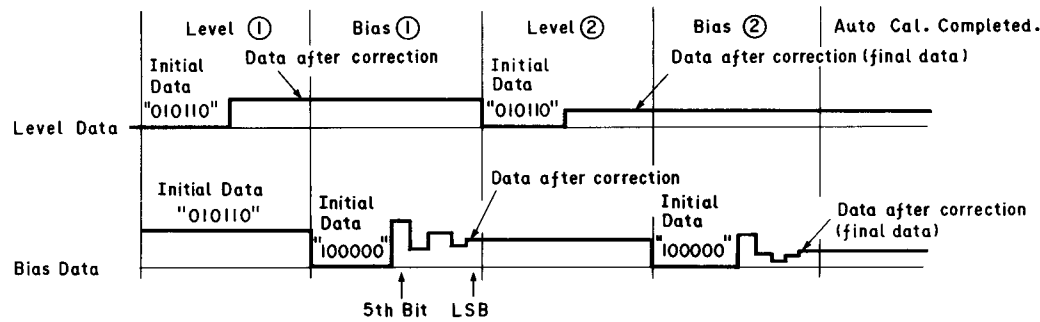 Level ①
Bias ①
Level ②
Bias ②
Auto Cal. Completed.
Initial
Data
"010110"
Data after correction
Initial
Data
"010110"
Data after correction (final data)
Level Data
Initial Data
"010110"
Initial
Data
"100000"
Data after correction
Initial
Data
"100000"
Data after correction
(final data)
Bias Data
5th Bit
LSB